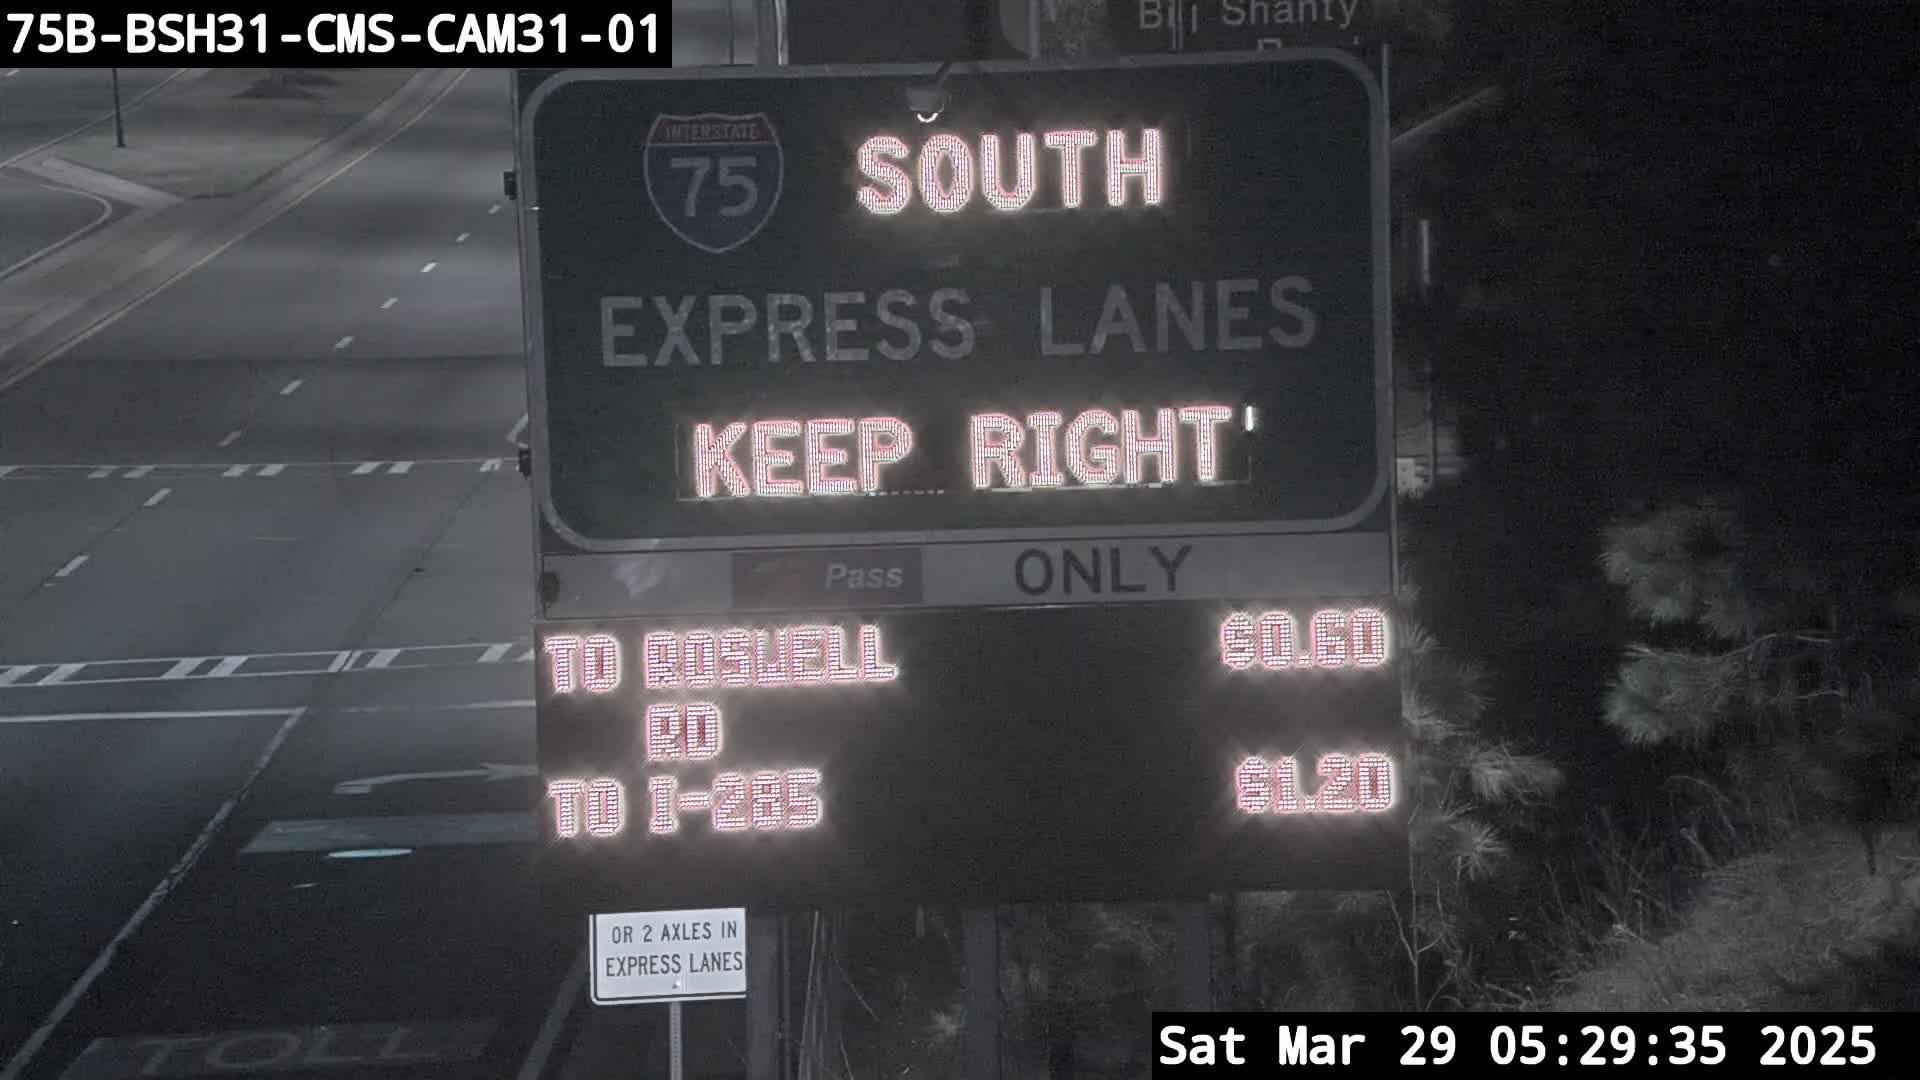 75B-BSH31-CMS-CAM31-01
Shanty
INTERSTATE
75
SOUTH
EXPRESS LANES
KEEP RIGHT
Pass ONLY
TO ROSWELL $0.60
RD
TO I-285 $1.20
OR 2 AXLES IN
EXPRESS LANES
TOLL
Sat Mar 29 05:29:35 2025